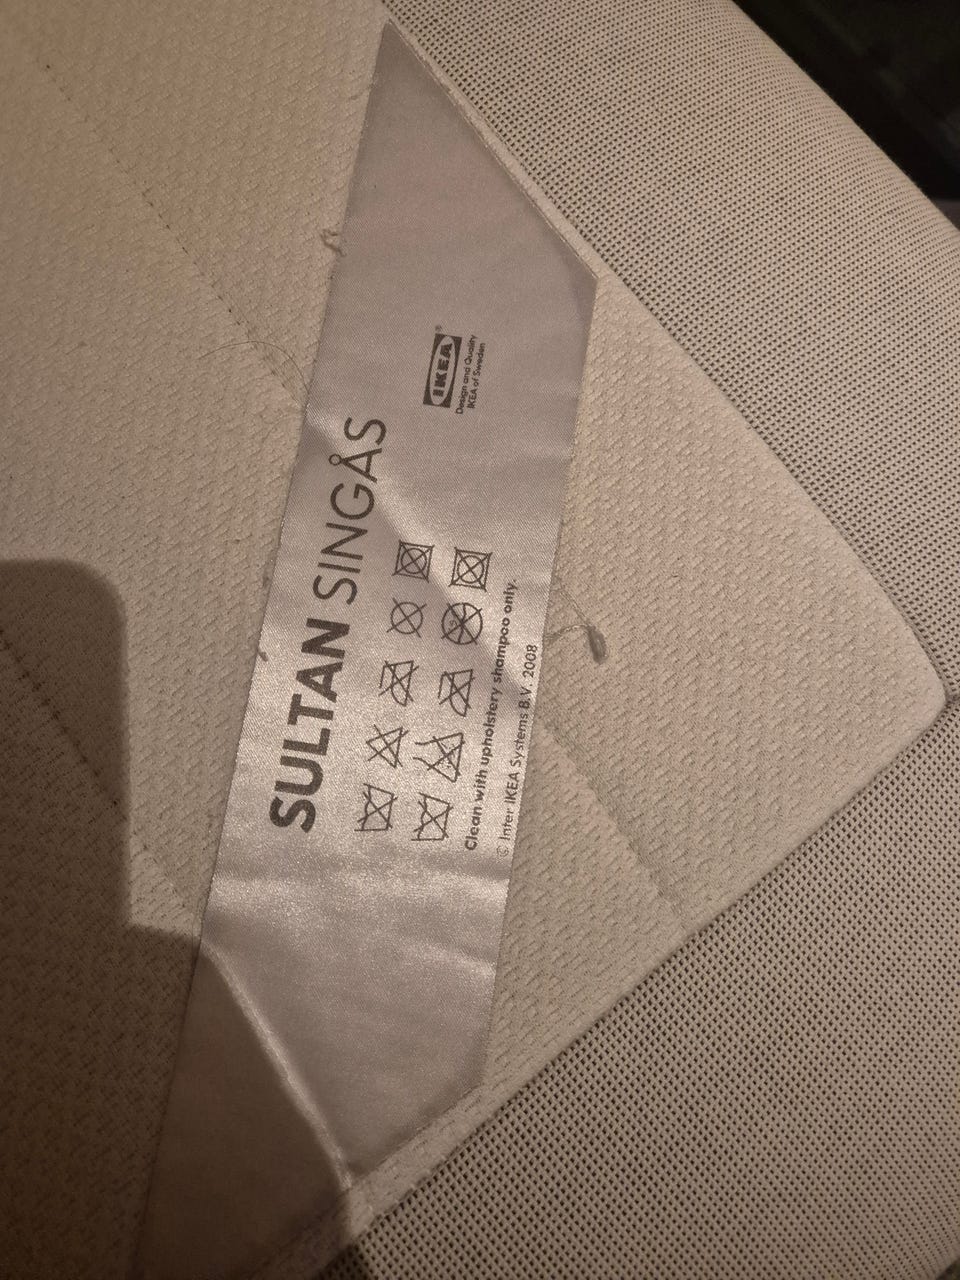 SULTAN SINGÅS
IKEA®
Design and Quality
IKEA of Sweden
Clean with upholstery shampoo only.
© Inter IKEA Systems B.V. 2008